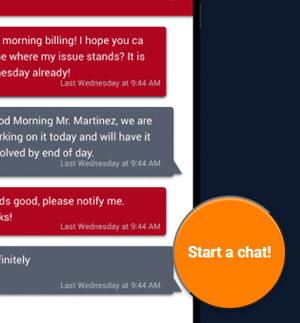 morning billing! I hope you ca
e where my issue stands? It is
esday already!
Last Wednesday at 9:44 AM
od Morning Mr. Martinez, we are
rking on it today and will have it
olved by end of day.
Last Wednesday at 9:44 AM
ds good, please notify me.
ks!
Last Wednesday at 9:44 AM
finitely
Last Wednesday at 9:44 AM
Start a chat!